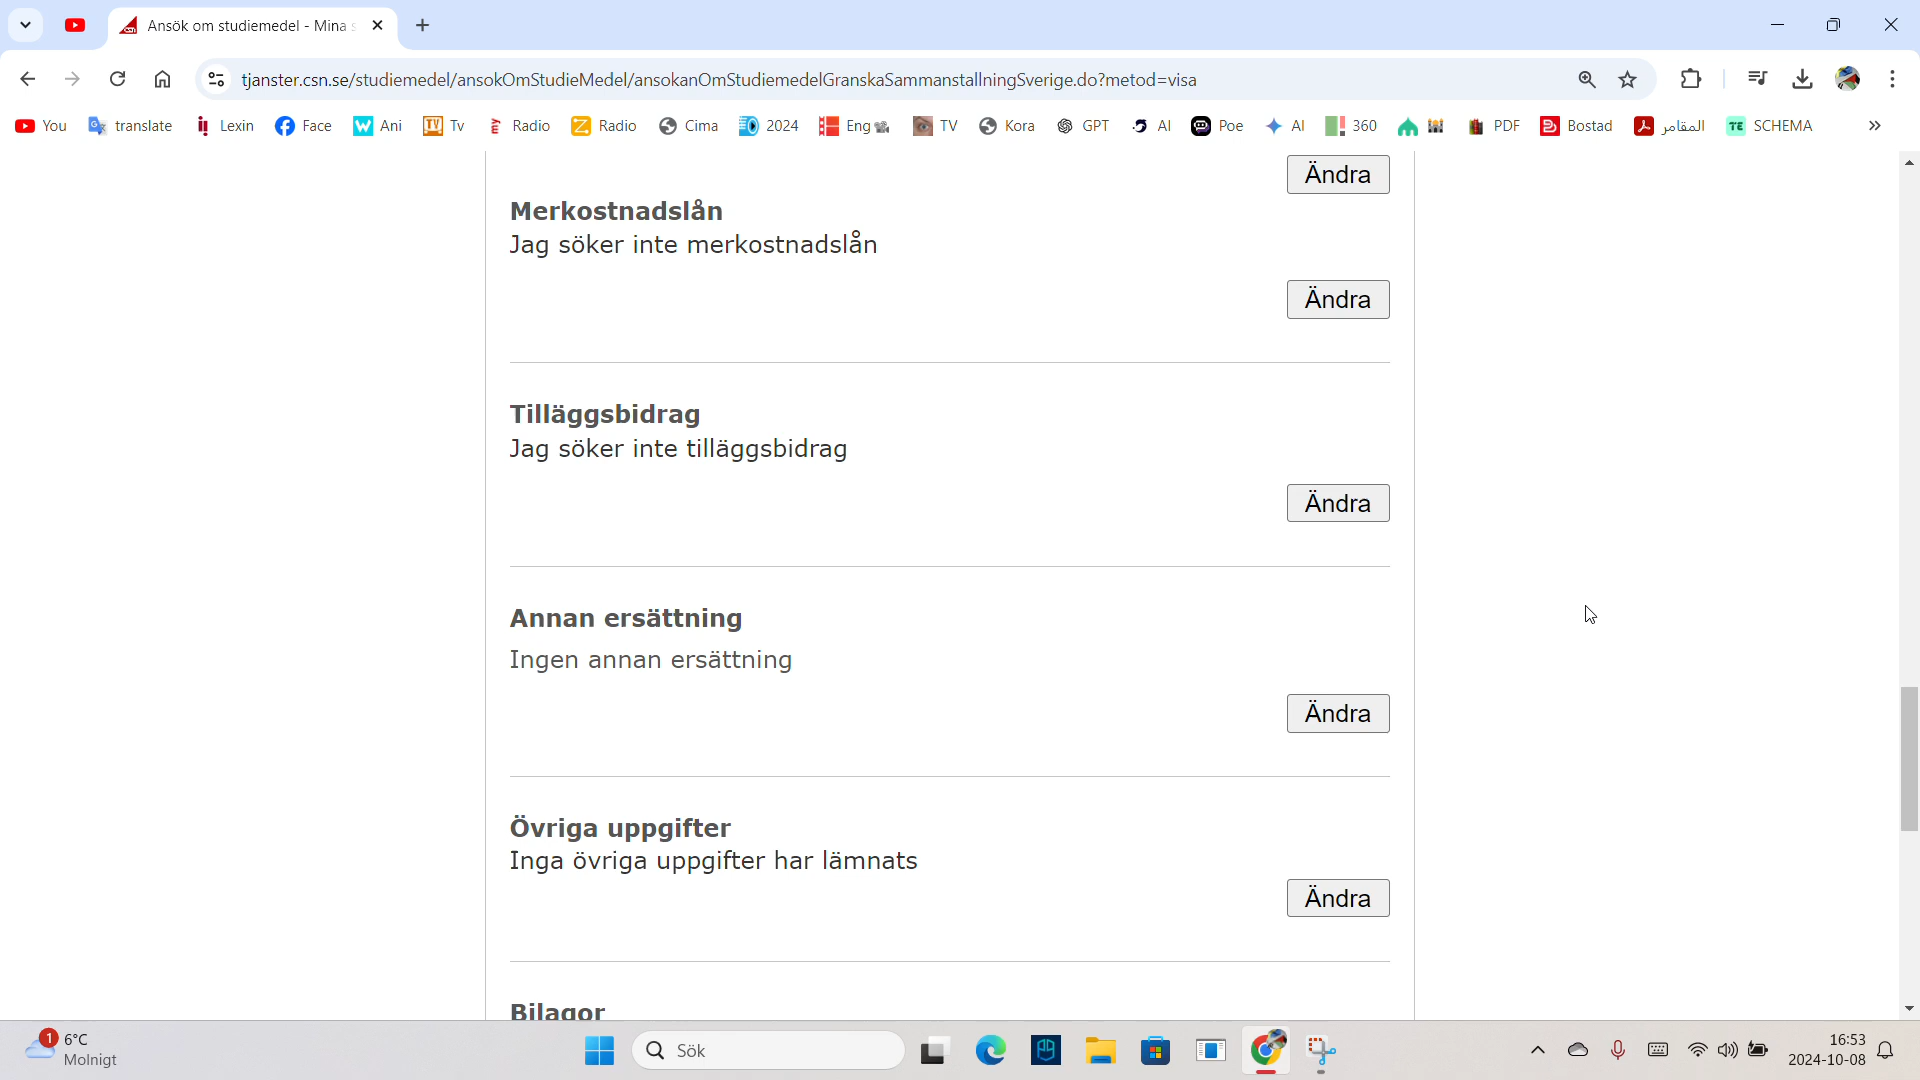 Ansök om studiemedel - Mina s
tjanster.csn.se/studiemedel/ansokOmStudieMedel/ansokanOmStudiemedelGranskaSammanstallningSverige.do?metod=visa
You translate Lexin Face Ani Tv Radio Radio Cima 2024 Eng TV Kora GPT AI Poe AI 360 PDF Bostad المقامر SCHEMA
Ändra
Merkostnadslån
Jag söker inte merkostnadslån
Ändra
Tilläggsbidrag
Jag söker inte tilläggsbidrag
Ändra
Annan ersättning
Ingen annan ersättning
Ändra
Övriga uppgifter
Inga övriga uppgifter har lämnats
Ändra
Bilagor
1
6°C
Molnigt
Sök
16:53
2024-10-08